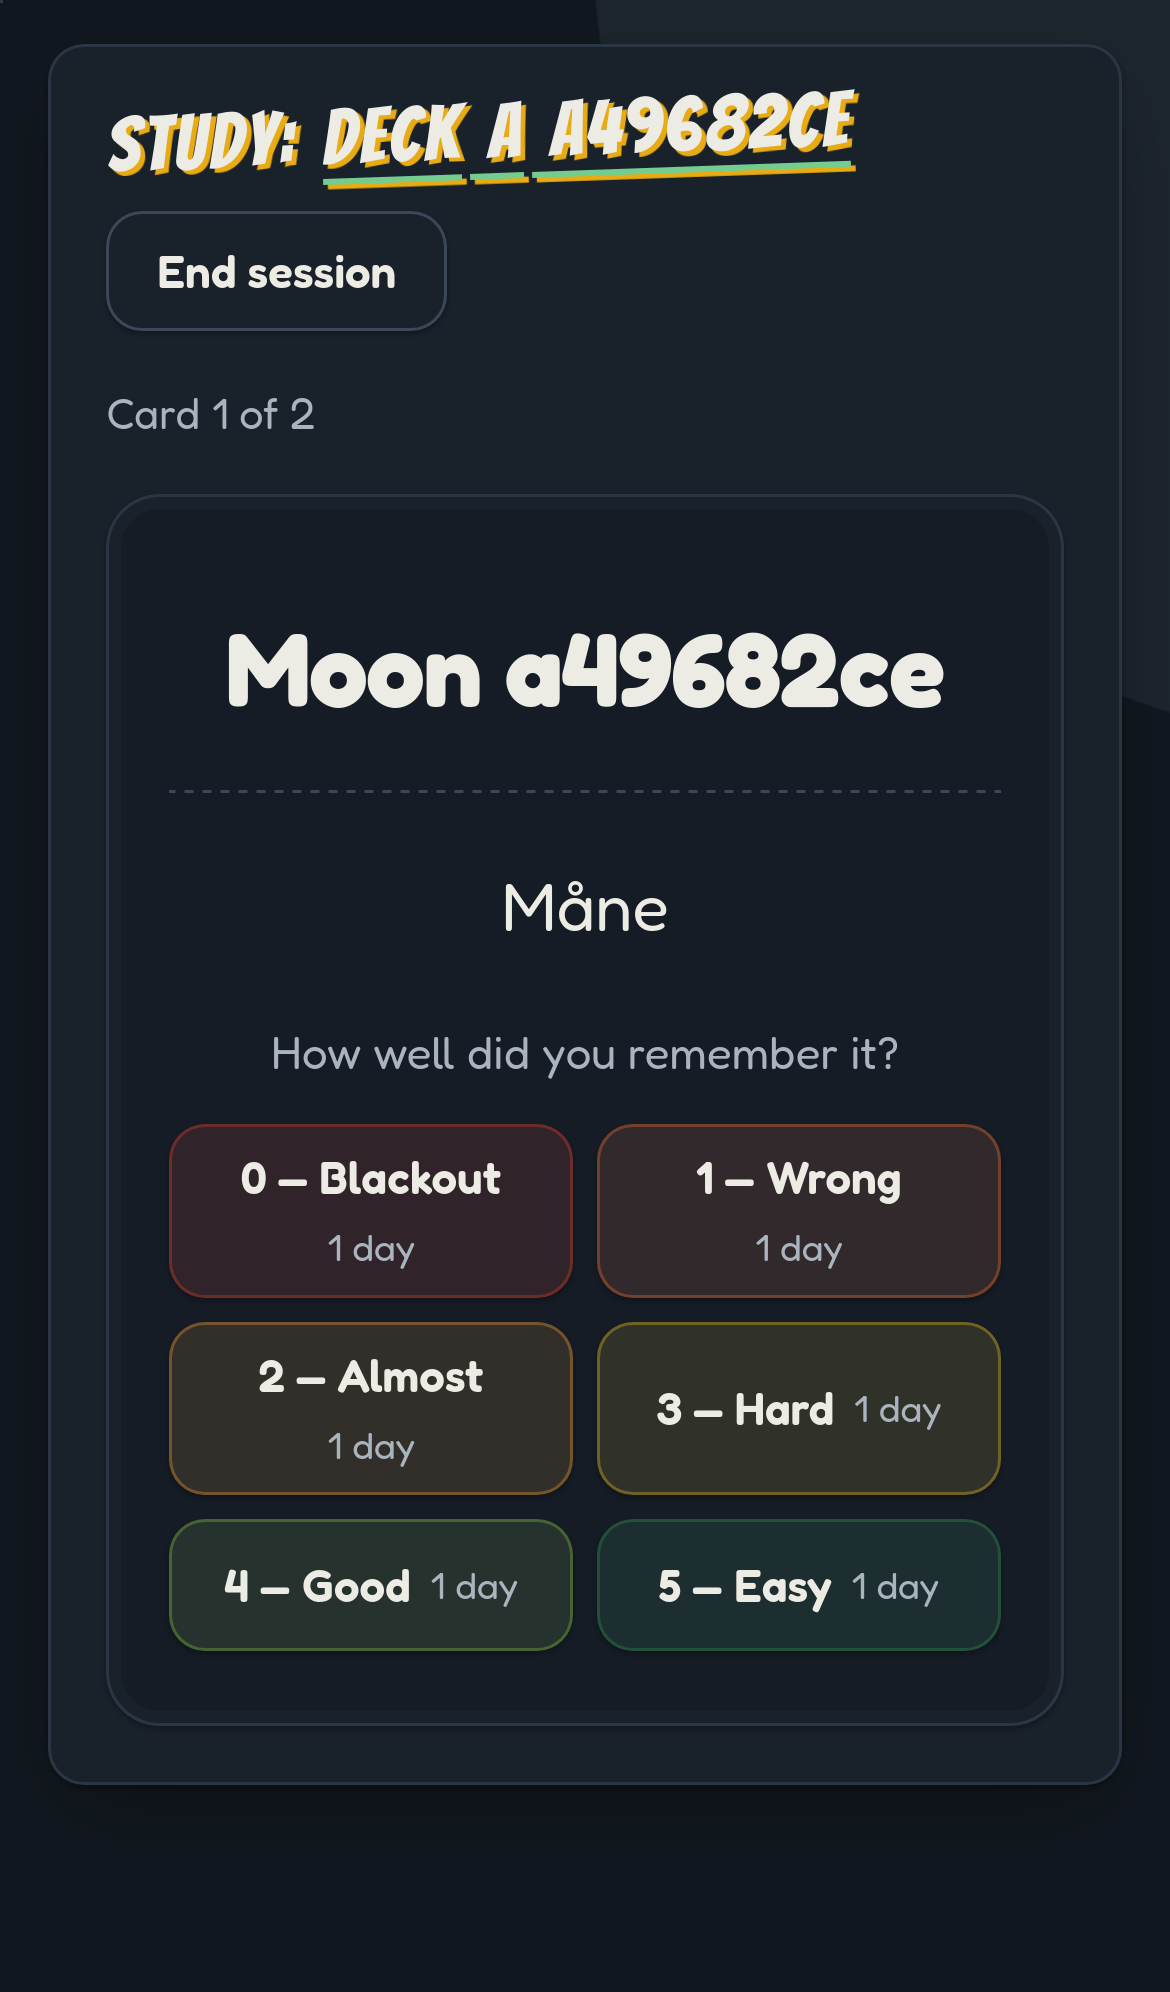 STUDY: DECK A A49682CE
End session
Card 1 of 2
Moon a49682ce
Måne
How well did you remember it?
0 — Blackout
1 day
1 — Wrong
1 day
2 — Almost
1 day
3 — Hard 1 day
4 — Good 1 day
5 — Easy 1 day